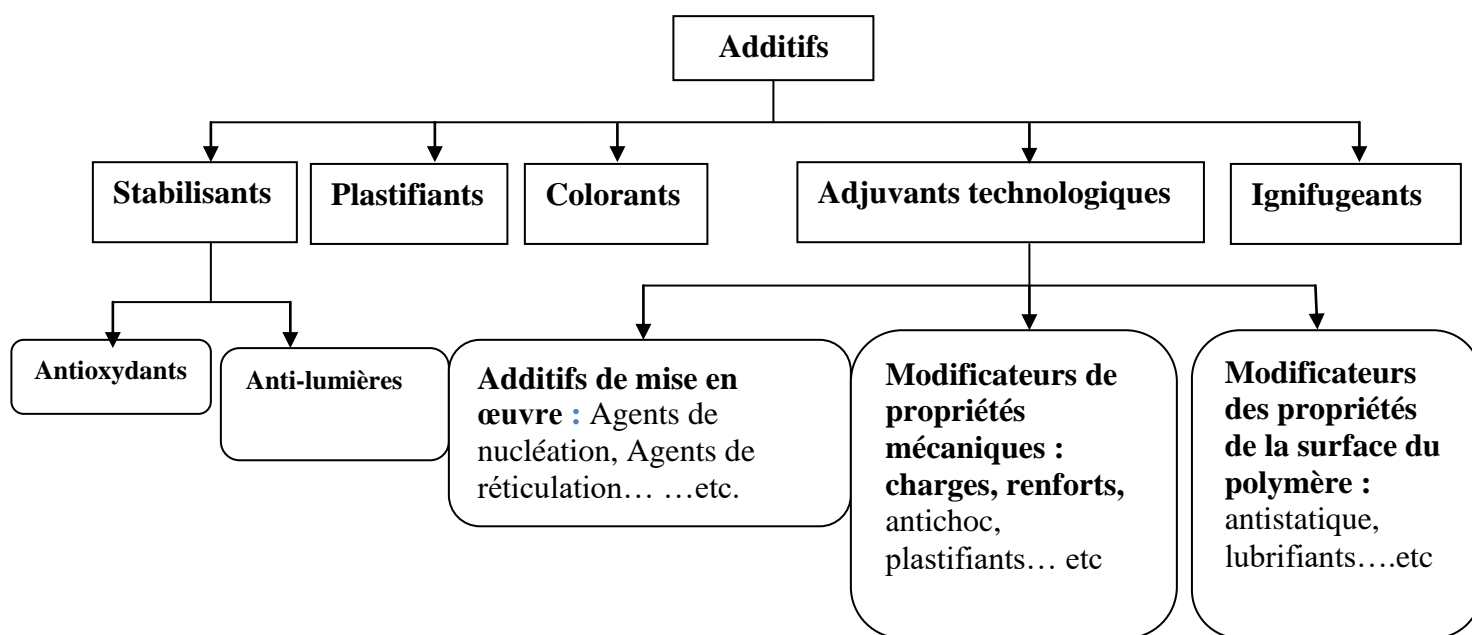 Additifs
Stabilisants
Plastifiants
Colorants
Adjuvants technologiques
Ignifugeants
Antioxydants
Anti-lumières
Additifs de mise en
œuvre : Agents de
nucléation, Agents de
réticulation… …etc.
Modificateurs de
propriétés
mécaniques :
charges, renforts,
antichoc,
plastifiants… etc
Modificateurs
des propriétés
de la surface du
polymère :
antistatique,
lubrifiants….etc